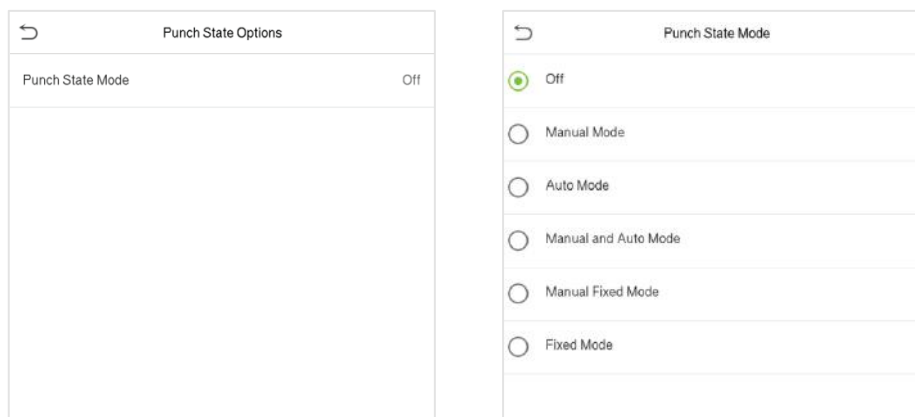 Punch State Options
Punch State Mode Off
Punch State Mode
Off
Manual Mode
Auto Mode
Manual and Auto Mode
Manual Fixed Mode
Fixed Mode